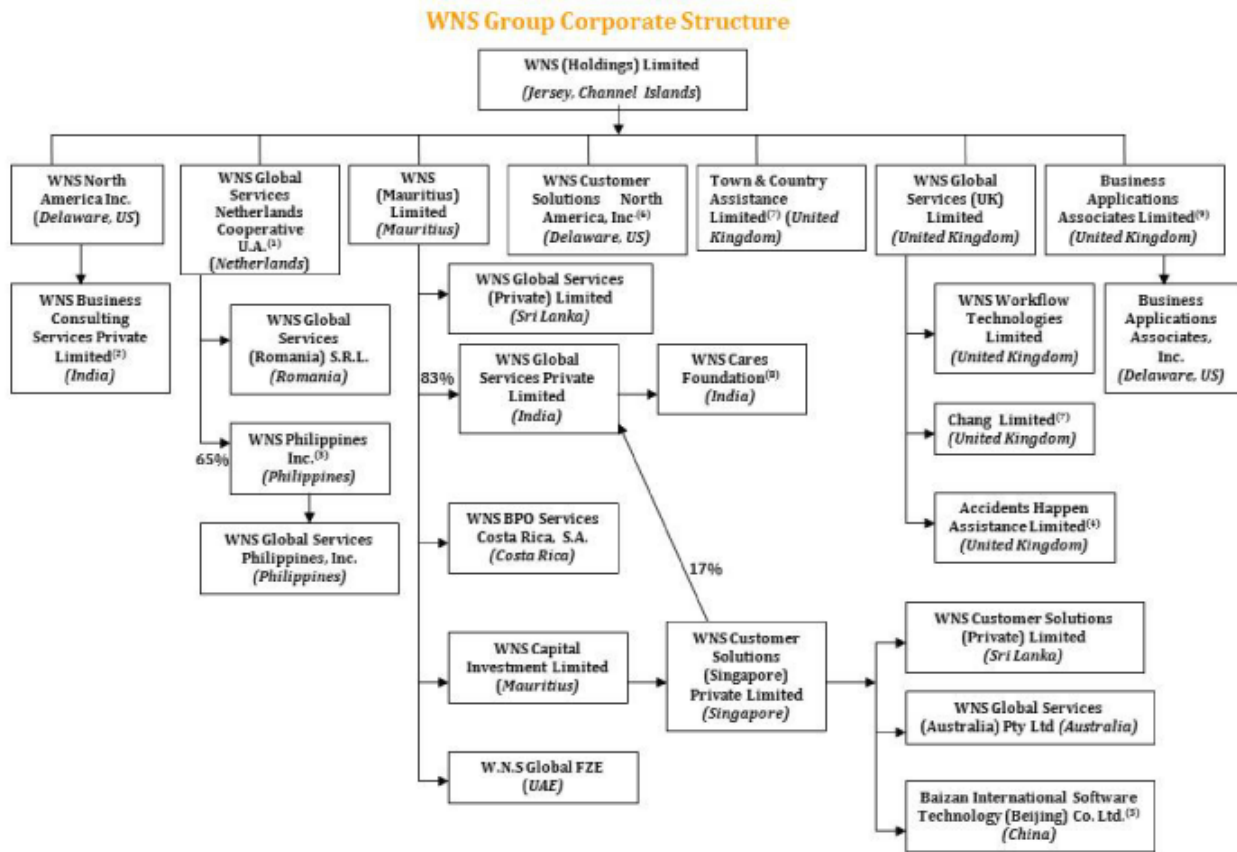 WNS Group Corporate Structure
WNS (Holdings) Limited
(Jersey, Channel Islands)
WNS North
America Inc.
(Delaware, US)
WNS Global
Services
Netherlands
Cooperative
U.A.(1)
(Netherlands)
WNS
(Mauritius)
Limited
(Mauritius)
WNS Customer
Solutions North
America, Inc(6)
(Delaware, US)
Town & Country
Assistance
Limited(7) (United
Kingdom)
WNS Global
Services (UK)
Limited
(United Kingdom)
Business
Applications
Associates Limited(9)
(United Kingdom)
WNS Business
Consulting
Services Private
Limited(2)
(India)
WNS Global
Services
(Romania) S.R.L.
(Romania)
65%
WNS Philippines
Inc.(3)
(Philippines)
WNS Global Services
Philippines, Inc.
(Philippines)
WNS Global Services
(Private) Limited
(Sri Lanka)
83%
WNS Global
Services Private
Limited
(India)
WNS Cares
Foundation(8)
(India)
WNS BPO Services
Costa Rica, S.A.
(Costa Rica)
17%
WNS Capital
Investment Limited
(Mauritius)
WNS Customer
Solutions
(Singapore)
Private Limited
(Singapore)
W.N.S Global FZE
(UAE)
WNS Workflow
Technologies
Limited
(United Kingdom)
Business
Applications
Associates,
Inc.
(Delaware, US)
Chang Limited(7)
(United Kingdom)
Accidents Happen
Assistance Limited(4)
(United Kingdom)
WNS Customer Solutions
(Private) Limited
(Sri Lanka)
WNS Global Services
(Australia) Pty Ltd (Australia)
Baizan International Software
Technology (Beijing) Co. Ltd.(5)
(China)